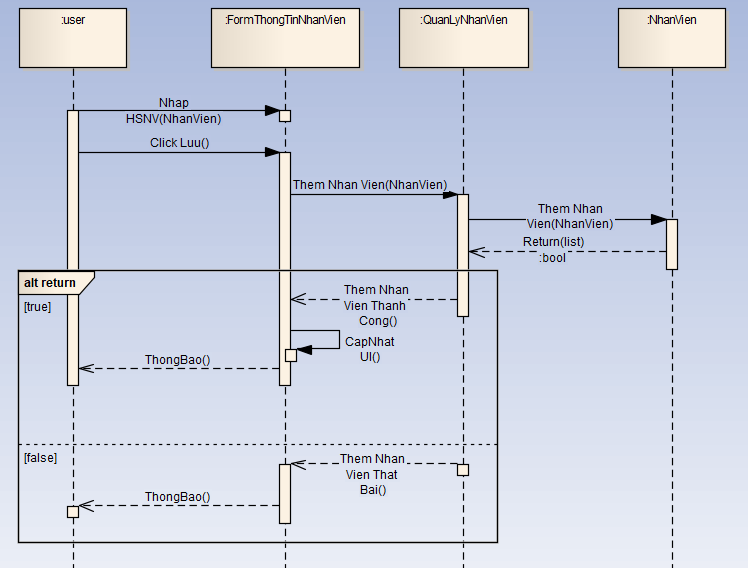 :user
:FormThongTinNhanVien
:QuanLyNhanVien
:NhanVien
Nhap
HSNV(NhanVien)
Click Luu()
Them Nhan Vien(NhanVien)
Them Nhan
Vien(NhanVien)
Return(list)
:bool
alt return
[true]
Them Nhan
Vien Thanh
Cong()
CapNhat
UI()
ThongBao()
[false]
Them Nhan
Vien That
Bai()
ThongBao()